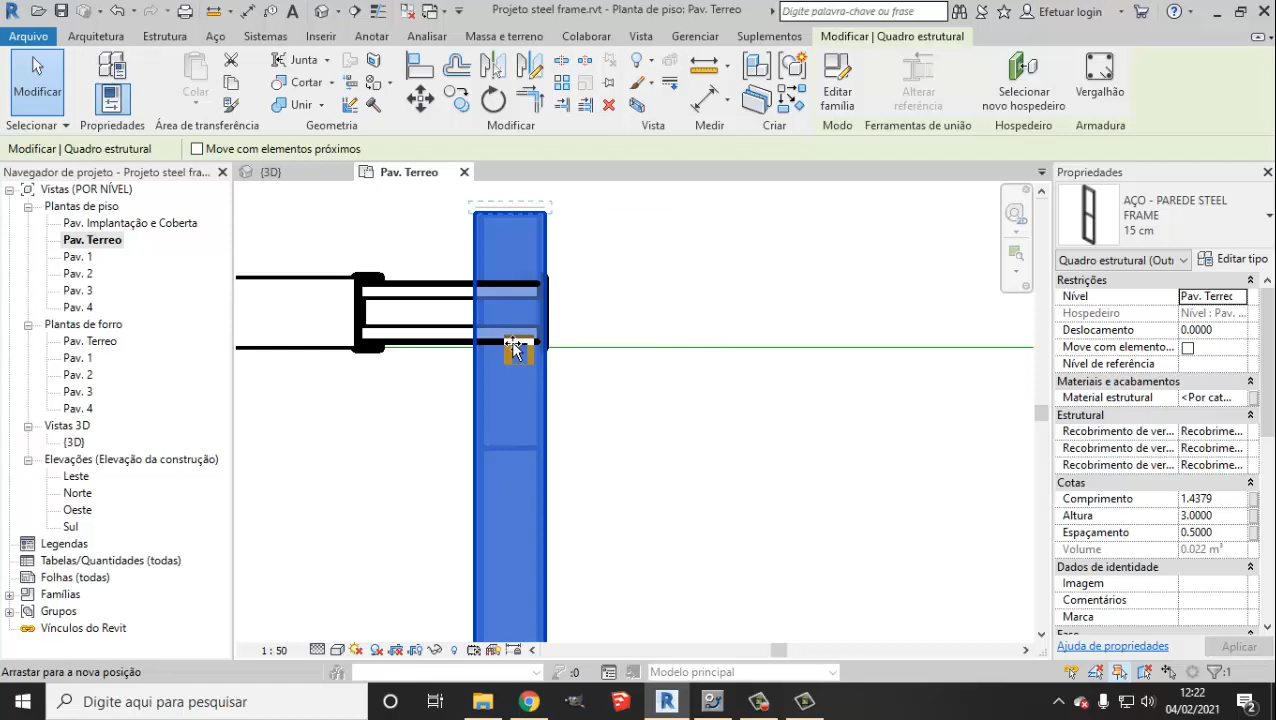 Projeto steel frame.rvt - Planta de piso: Pav. Terreo
Digite palavra-chave ou frase
Efetuar login
Arquivo
Arquitetura
Estrutura
Aço
Sistemas
Inserir
Anotar
Analisar
Massa e terreno
Colaborar
Vista
Gerenciar
Suplementos
Modificar | Quadro estrutural
Modificar
Colar
Junta
Cortar
Unir
Editar
família
Alterar
referência
Selecionar
novo hospedeiro
Vergalhão
Selecionar
Propriedades
Área de transferência
Geometria
Modificar
Vista
Medir
Criar
Modo
Ferramentas de união
Hospedeiro
Armadura
Modificar | Quadro estrutural
Move com elementos próximos
Navegador de projeto - Projeto steel fra...
{3D}
Pav. Terreo
Vistas (POR NÍVEL)
Plantas de piso
Pav. Implantação e Coberta
Pav. Terreo
Pav. 1
Pav. 2
Pav. 3
Pav. 4
Plantas de forro
Pav. Terreo
Pav. 1
Pav. 2
Pav. 3
Pav. 4
Vistas 3D
{3D}
Elevações (Elevação da construção)
Leste
Norte
Oeste
Sul
Legendas
Tabelas/Quantidades (todas)
Folhas (todas)
Famílias
Grupos
Vínculos do Revit
Propriedades
AÇO - PAREDE STEEL
FRAME
15 cm
Quadro estrutural (Outr
Editar tipo
Restrições
Nível Pav. Terrec
Hospedeiro Nível : Pav. ...
Deslocamento 0.0000
Move com elemento...
Nível de referência
Materiais e acabamentos
Material estrutural <Por cat...
Estrutural
Recobrimento de ver... Recobrime...
Recobrimento de ver... Recobrime...
Recobrimento de ver... Recobrime...
Cotas
Comprimento 1.4379
Altura 3.0000
Espaçamento 0.5000
Volume 0.022 m³
Dados de identidade
Imagem
Comentários
Marca
Ajuda de propriedades
Aplicar
1 : 50
Arrastar para a nova posição
:0
Modelo principal
:1
Digite aqui para pesquisar
12:22
04/02/2021
2